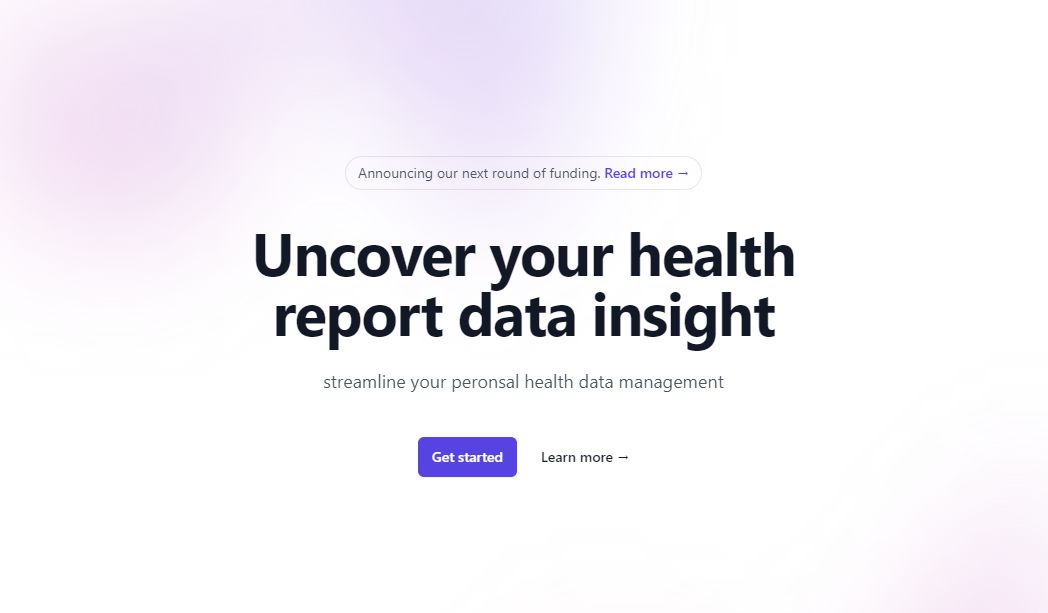 Announcing our next round of funding. Read more →
Uncover your health
report data insight
streamline your peronsal health data management
Get started
Learn more →